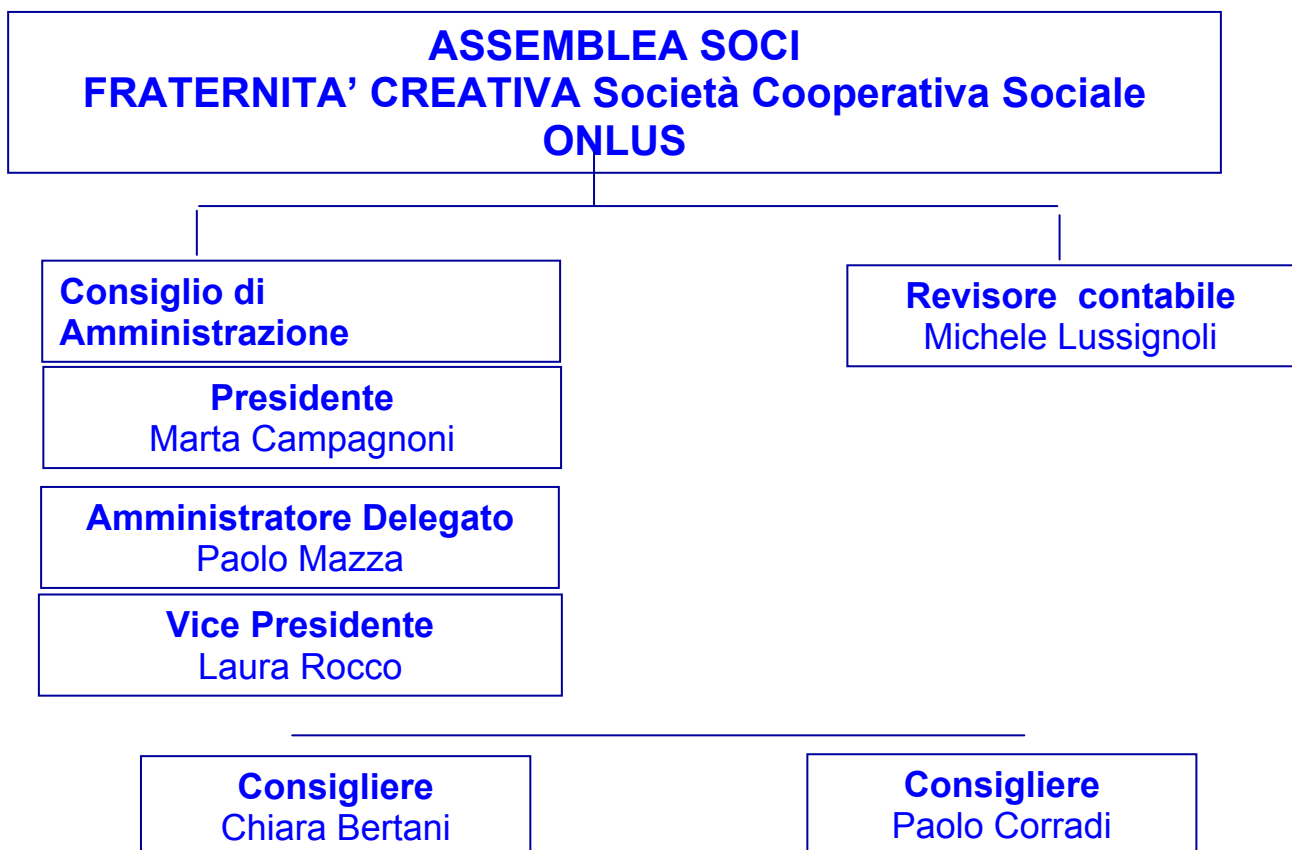 ASSEMBLEA SOCI
FRATERNITA’ CREATIVA Società Cooperativa Sociale
ONLUS
Consiglio di
Amministrazione
Revisore contabile
Michele Lussignoli
Presidente
Marta Campagnoni
Amministratore Delegato
Paolo Mazza
Vice Presidente
Laura Rocco
Consigliere
Chiara Bertani
Consigliere
Paolo Corradi